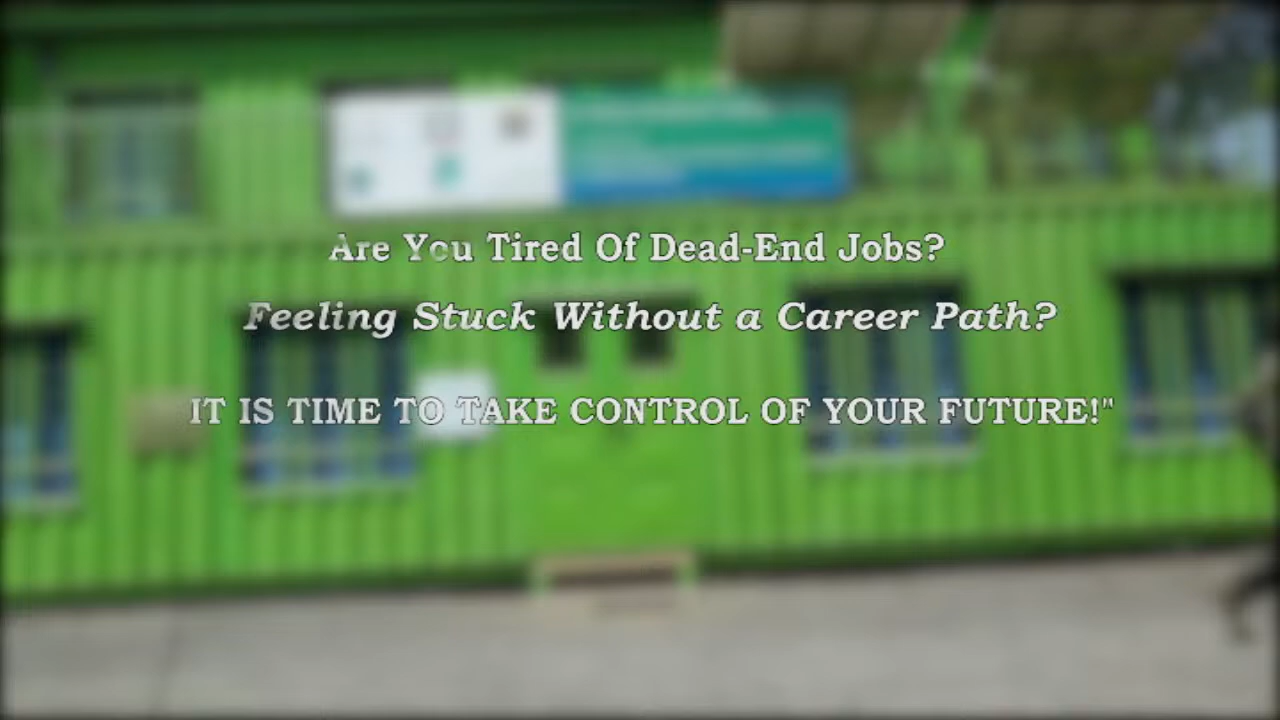 Are You Tired Of Dead-End Jobs?
Feeling Stuck Without a Career Path?
IT IS TIME TO TAKE CONTROL OF YOUR FUTURE!"